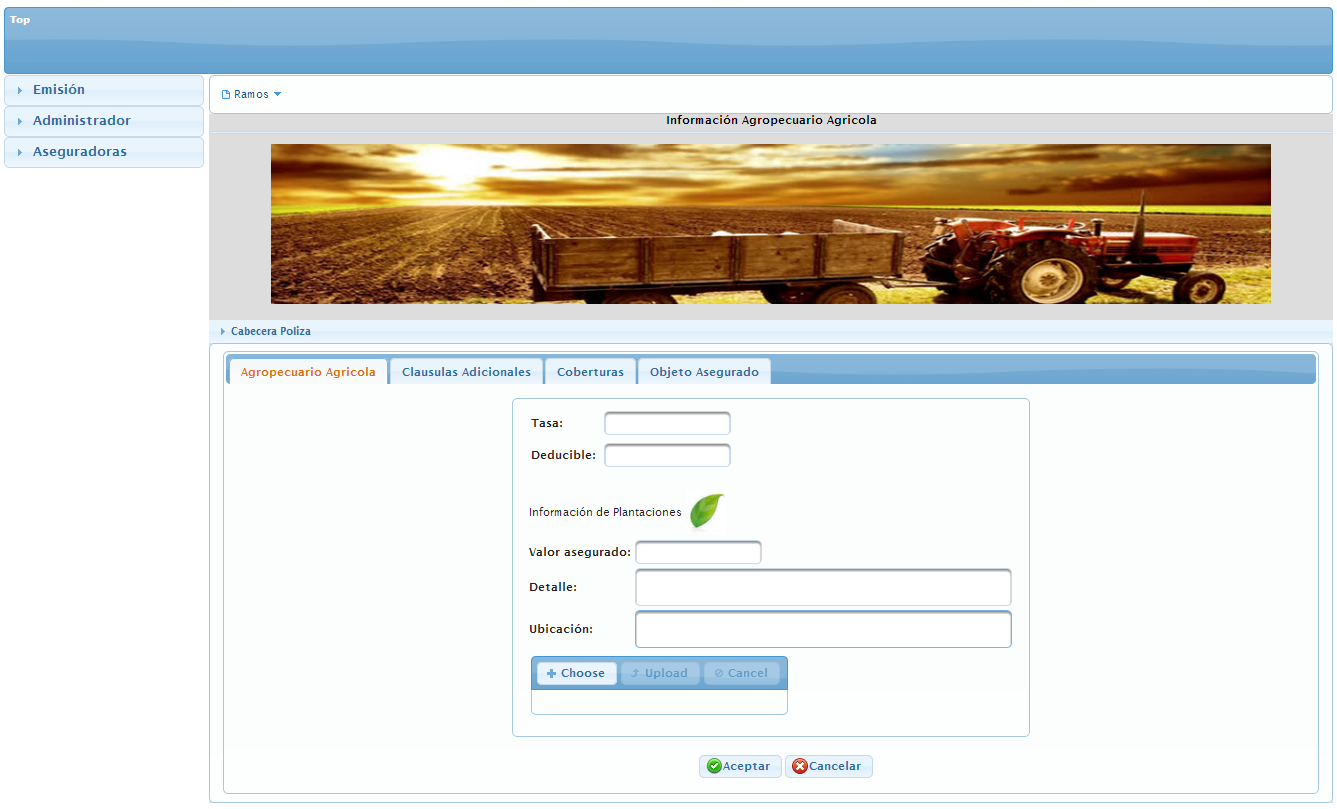 Top
Emisión
Administrador
Aseguradoras
Ramos
Información Agropecuario Agricola
Cabecera Poliza
Agropecuario Agricola Clausulas Adicionales Coberturas Objeto Asegurado
Tasa:
Deducible:
Información de Plantaciones
Valor asegurado:
Detalle:
Ubicación:
Choose Upload Cancel
Aceptar Cancelar